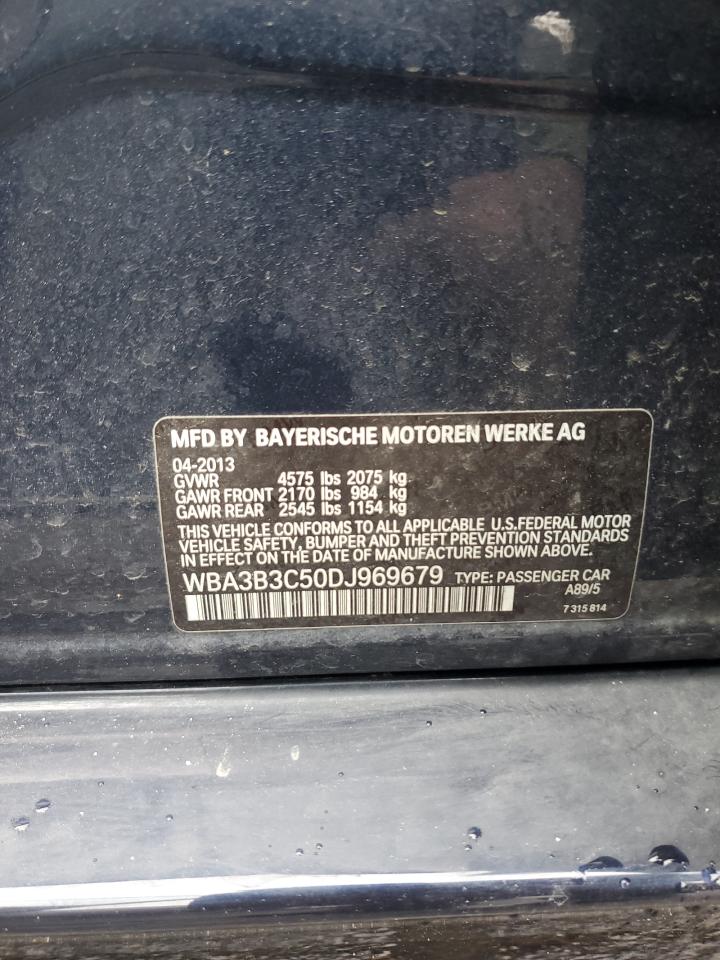 MFD BY BAYERISCHE MOTOREN WERKE AG
04-2013
GVWR 4575 lbs 2075 kg
GAWR FRONT 2170 lbs 984 kg
GAWR REAR 2545 lbs 1154 kg
THIS VEHICLE CONFORMS TO ALL APPLICABLE U.S.FEDERAL MOTOR
VEHICLE SAFETY, BUMPER AND THEFT PREVENTION STANDARDS
IN EFFECT ON THE DATE OF MANUFACTURE SHOWN ABOVE.
WBA3B3C50DJ969679 TYPE: PASSENGER CAR
A89/5
7 315 814